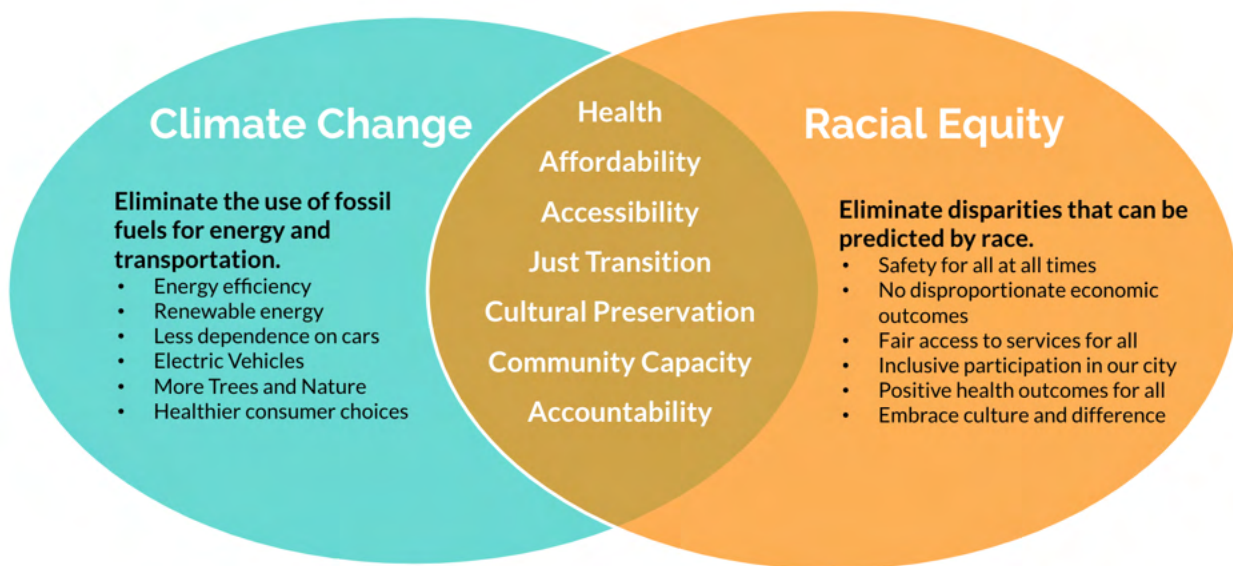 Climate Change
Eliminate the use of fossil
fuels for energy and
transportation.
• Energy efficiency
• Renewable energy
• Less dependence on cars
• Electric Vehicles
• More Trees and Nature
• Healthier consumer choices
Health
Affordability
Accessibility
Just Transition
Cultural Preservation
Community Capacity
Accountability
Racial Equity
Eliminate disparities that can be
predicted by race.
• Safety for all at all times
• No disproportionate economic
outcomes
• Fair access to services for all
• Inclusive participation in our city
• Positive health outcomes for all
• Embrace culture and difference